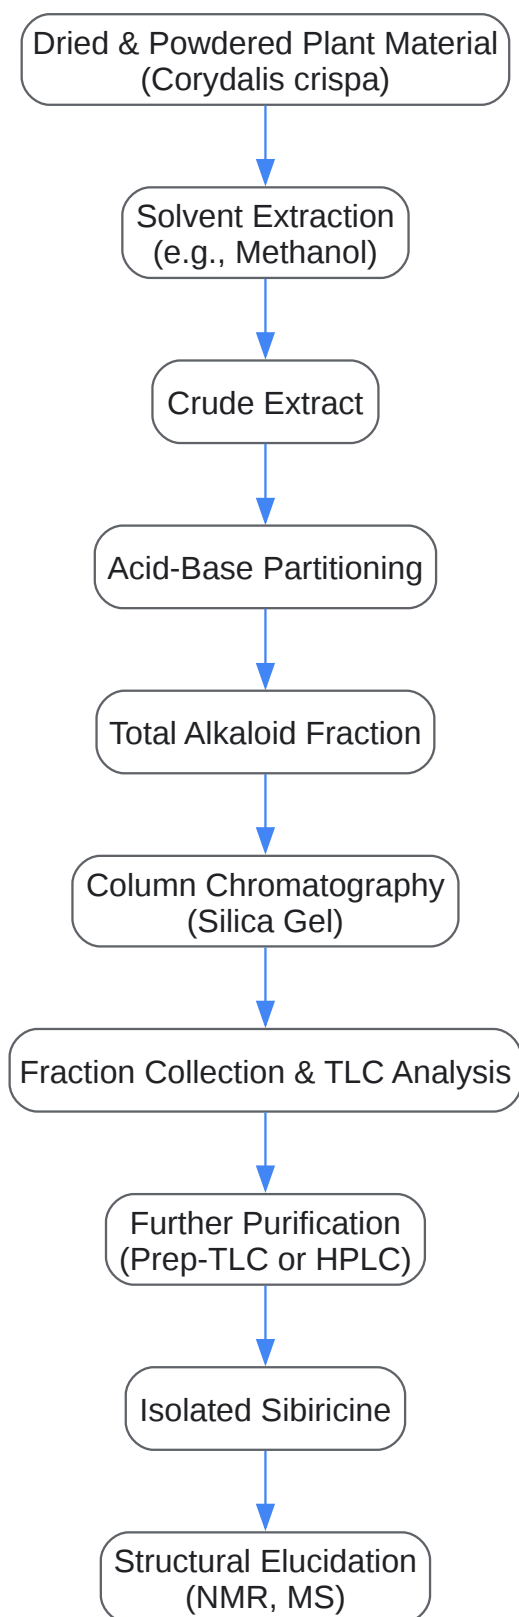 Dried & Powdered Plant Material
(Corydalis crispa)
Solvent Extraction
(e.g., Methanol)
Crude Extract
Acid-Base Partitioning
Total Alkaloid Fraction
Column Chromatography
(Silica Gel)
Fraction Collection & TLC Analysis
Further Purification
(Prep-TLC or HPLC)
Isolated Sibiricine
Structural Elucidation
(NMR, MS)